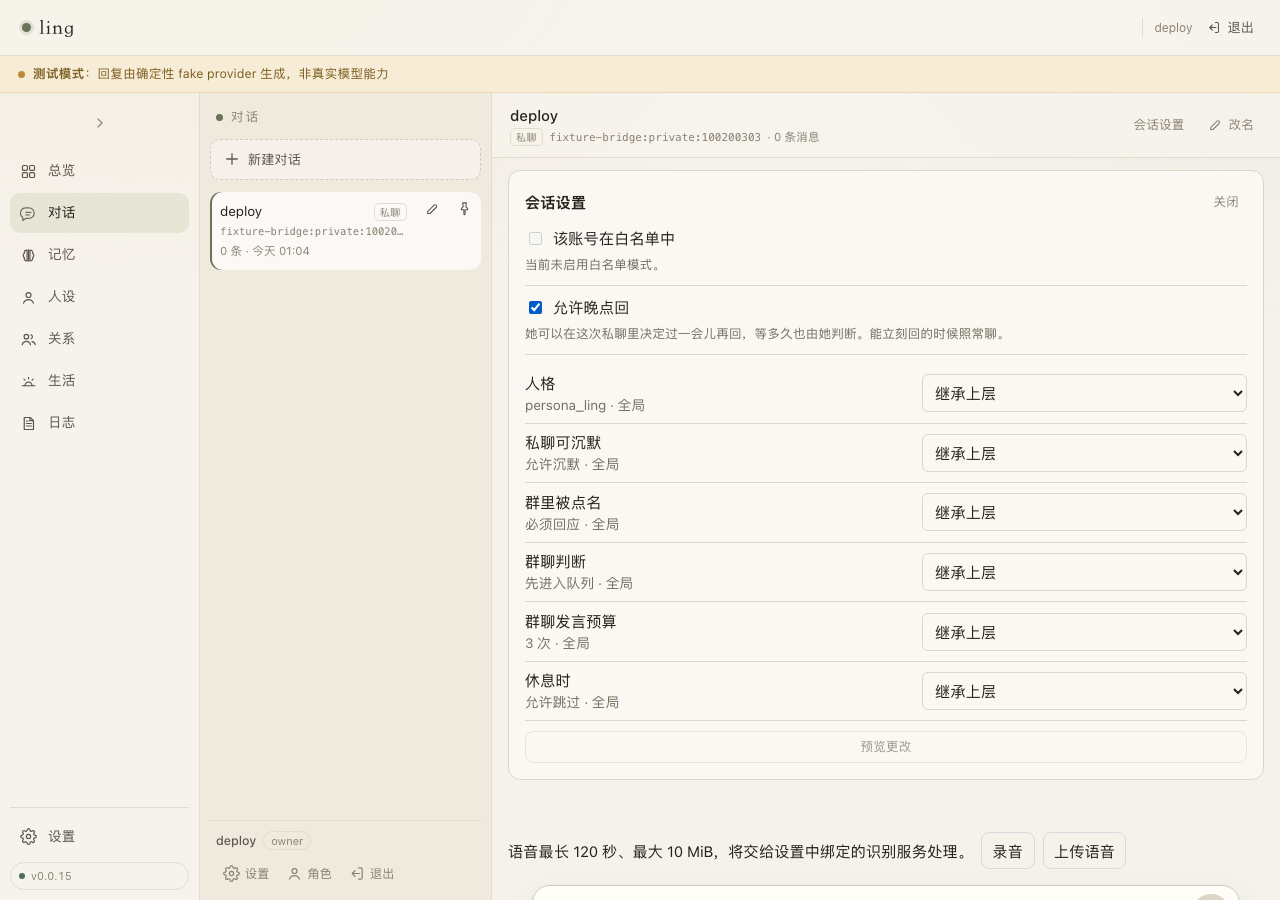 ling
deploy
退出
测试模式：回复由确定性 fake provider 生成，非真实模型能力
总览
对话
记忆
人设
关系
生活
日志
设置
v0.0.15
对话
新建对话
deploy
私聊
fixture-bridge:private:10020…
0 条 · 今天 01:04
deploy
owner
设置
角色
退出
deploy
私聊 fixture-bridge:private:100200303 · 0 条消息
会话设置
改名
会话设置
关闭
该账号在白名单中
当前未启用白名单模式。
允许晚点回
她可以在这次私聊里决定过一会儿再回，等多久也由她判断。能立刻回的时候照常聊。
人格
persona_ling · 全局
继承上层
私聊可沉默
允许沉默 · 全局
继承上层
群里被点名
必须回应 · 全局
继承上层
群聊判断
先进入队列 · 全局
继承上层
群聊发言预算
3 次 · 全局
继承上层
休息时
允许跳过 · 全局
继承上层
预览更改
语音最长 120 秒、最大 10 MiB，将交给设置中绑定的识别服务处理。
录音
上传语音